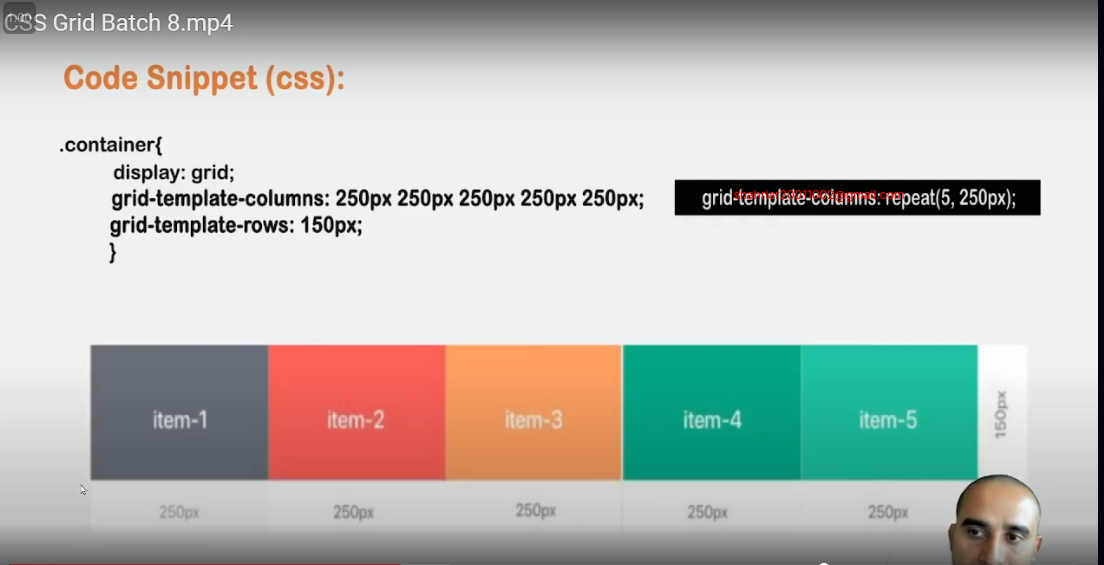 CSS Grid Batch 8.mp4
Code Snippet (css):
.container{
display: grid;
grid-template-columns: 250px 250px 250px 250px 250px;
grid-template-columns: repeat(5, 250px);
grid-template-rows: 150px;
}
item-1
item-2
item-3
item-4
item-5
150px
250px
250px
250px
250px
250px